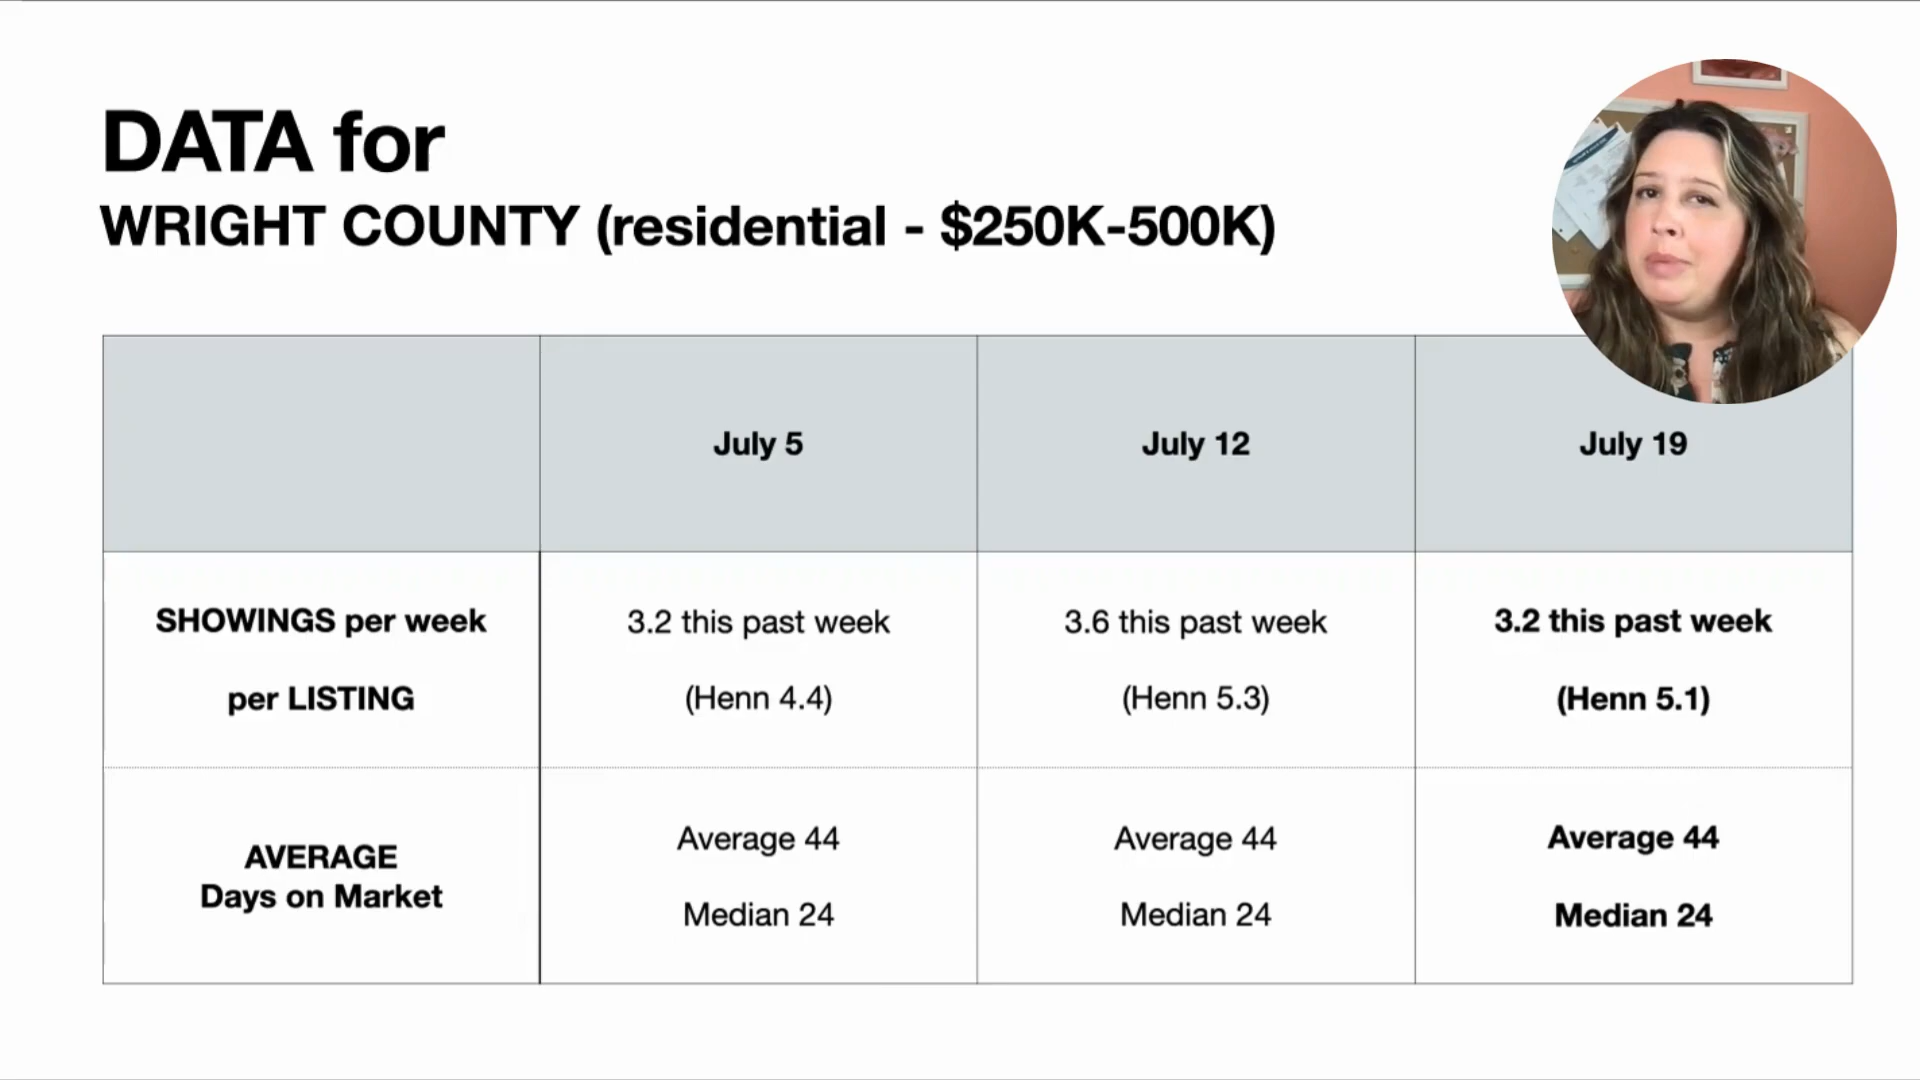 DATA for
WRIGHT COUNTY (residential - $250K-500K)
July 5
July 12
July 19
SHOWINGS per week
per LISTING
3.2 this past week
(Henn 4.4)
3.6 this past week
(Henn 5.3)
3.2 this past week
(Henn 5.1)
AVERAGE
Days on Market
Average 44
Median 24
Average 44
Median 24
Average 44
Median 24